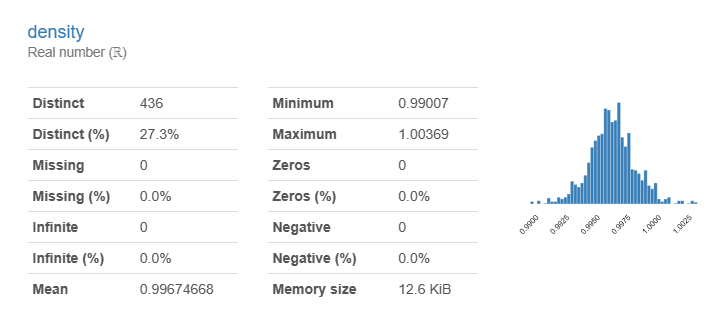 density
Real number (ℝ)
Distinct 436
Distinct (%) 27.3%
Missing 0
Missing (%) 0.0%
Infinite 0
Infinite (%) 0.0%
Mean 0.99674668
Minimum 0.99007
Maximum 1.00369
Zeros 0
Zeros (%) 0.0%
Negative 0
Negative (%) 0.0%
Memory size 12.6 KiB
0.9900 0.9925 0.9950 0.9975 1.0000 1.0025